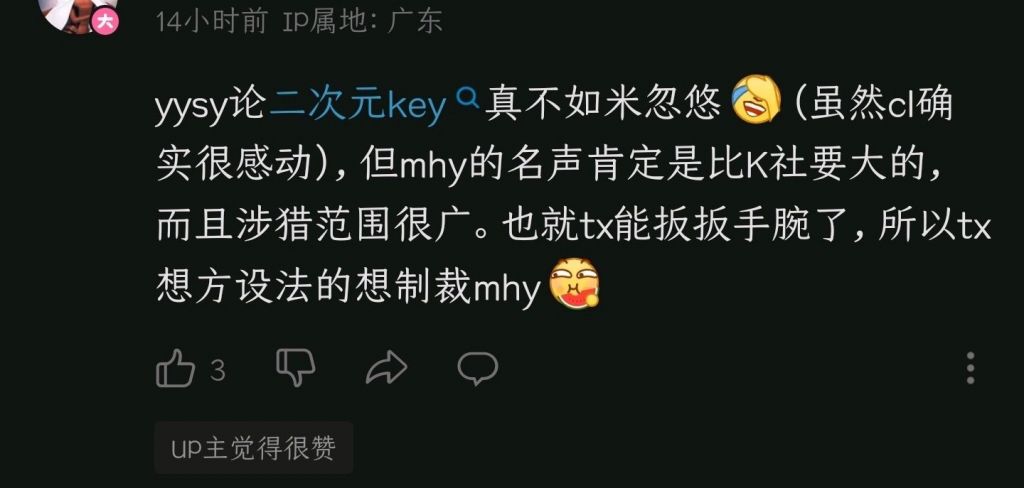 大
14小时前 IP属地：广东
yysy论二次元key真不如米忽悠（虽然cl确
实很感动），但mhy的名声肯定是比K社要大的，
而且涉猎范围很广。也就tx能扳扳手腕了，所以tx
想方设法的想制裁mhy
3
UP主觉得很赞